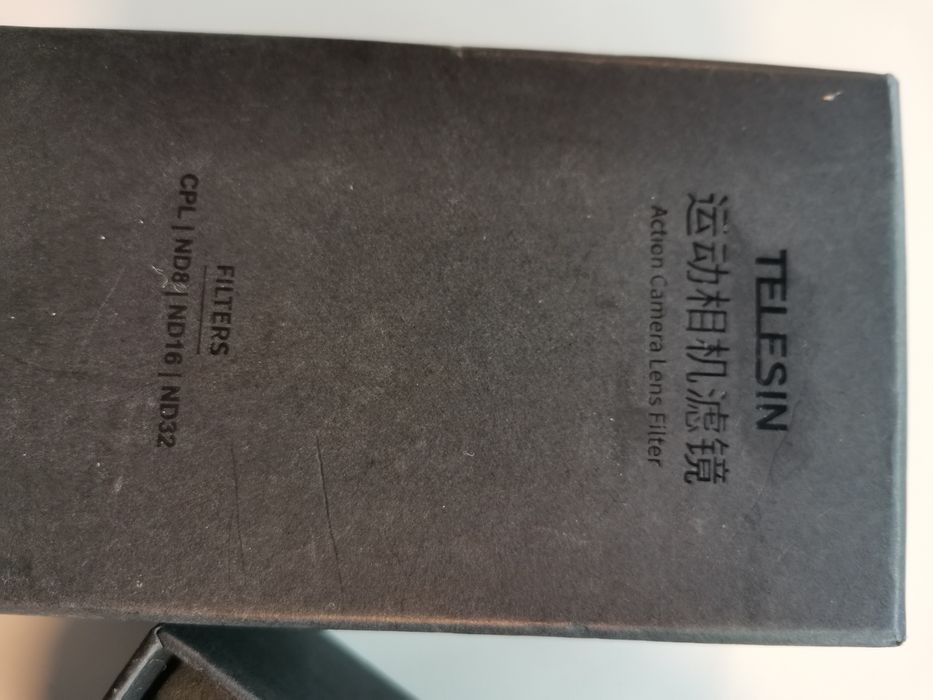 TELESIN
运动相机滤镜
Action Camera Lens Filter
FILTERS
CPL | ND8 | ND16 | ND32